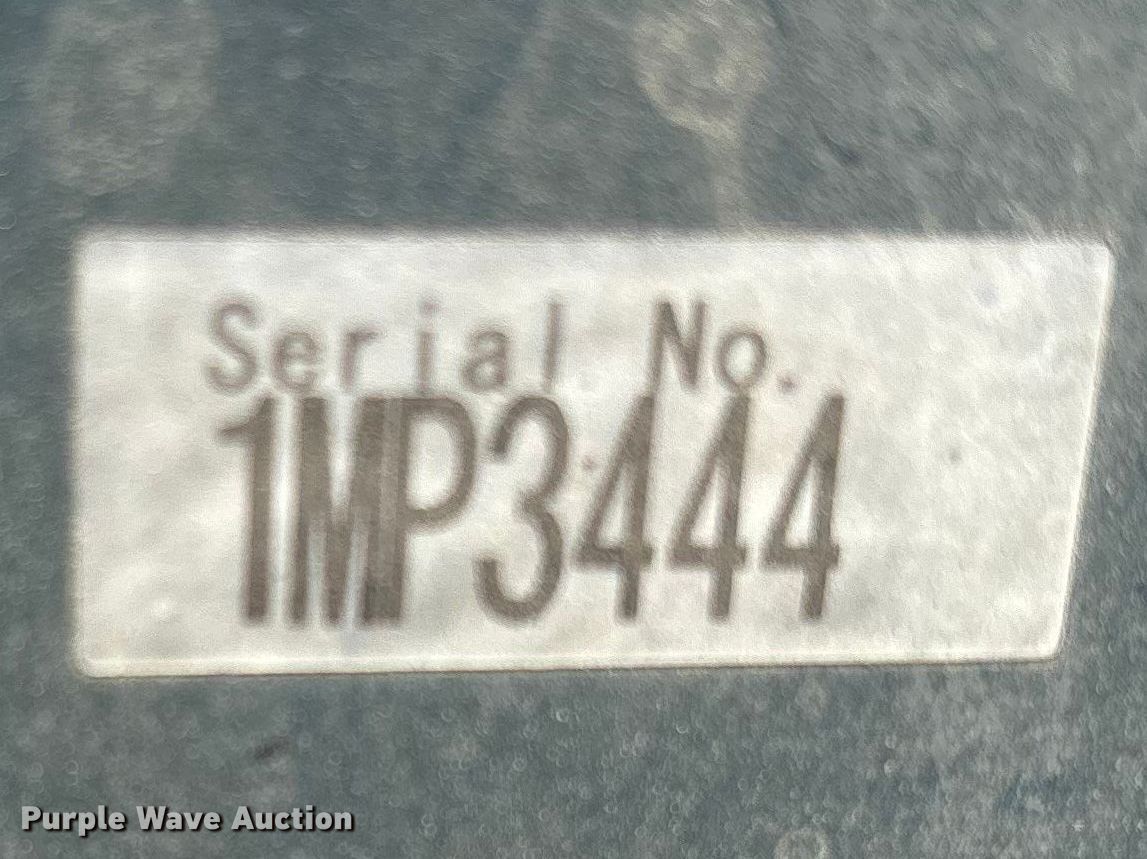 Serial No.
1MP3444
Purple Wave Auction